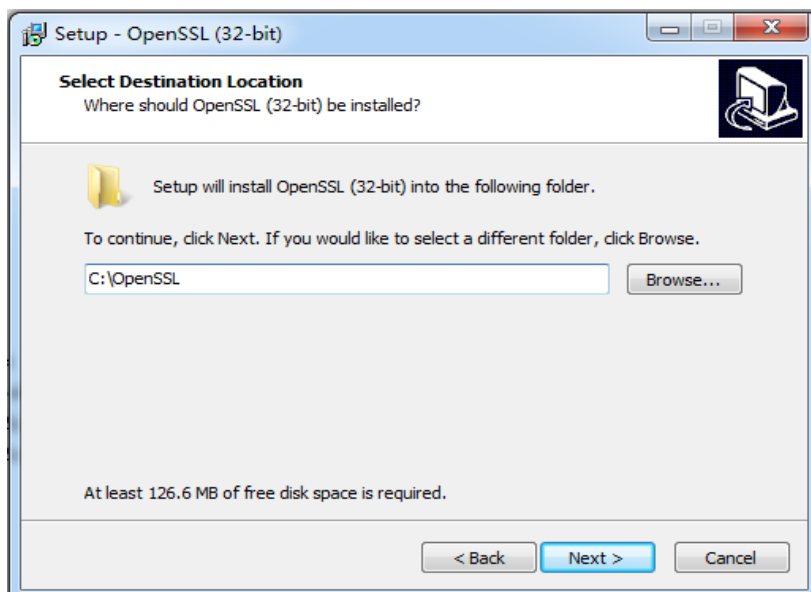 Setup - OpenSSL (32-bit)
Select Destination Location
Where should OpenSSL (32-bit) be installed?
Setup will install OpenSSL (32-bit) into the following folder.
To continue, click Next. If you would like to select a different folder, click Browse.
C:\OpenSSL
Browse...
At least 126.6 MB of free disk space is required.
< Back
Next >
Cancel